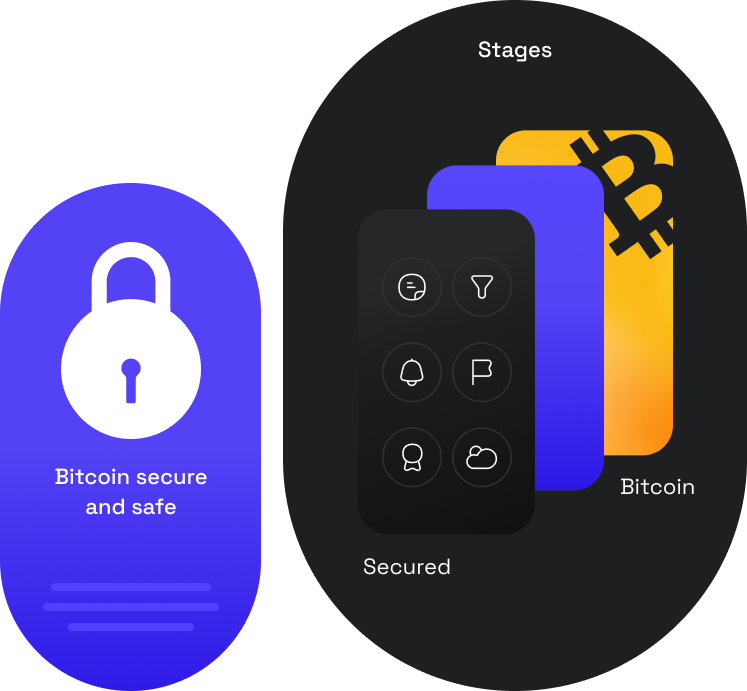 Stages
Bitcoin secure
and safe
Bitcoin
Secured